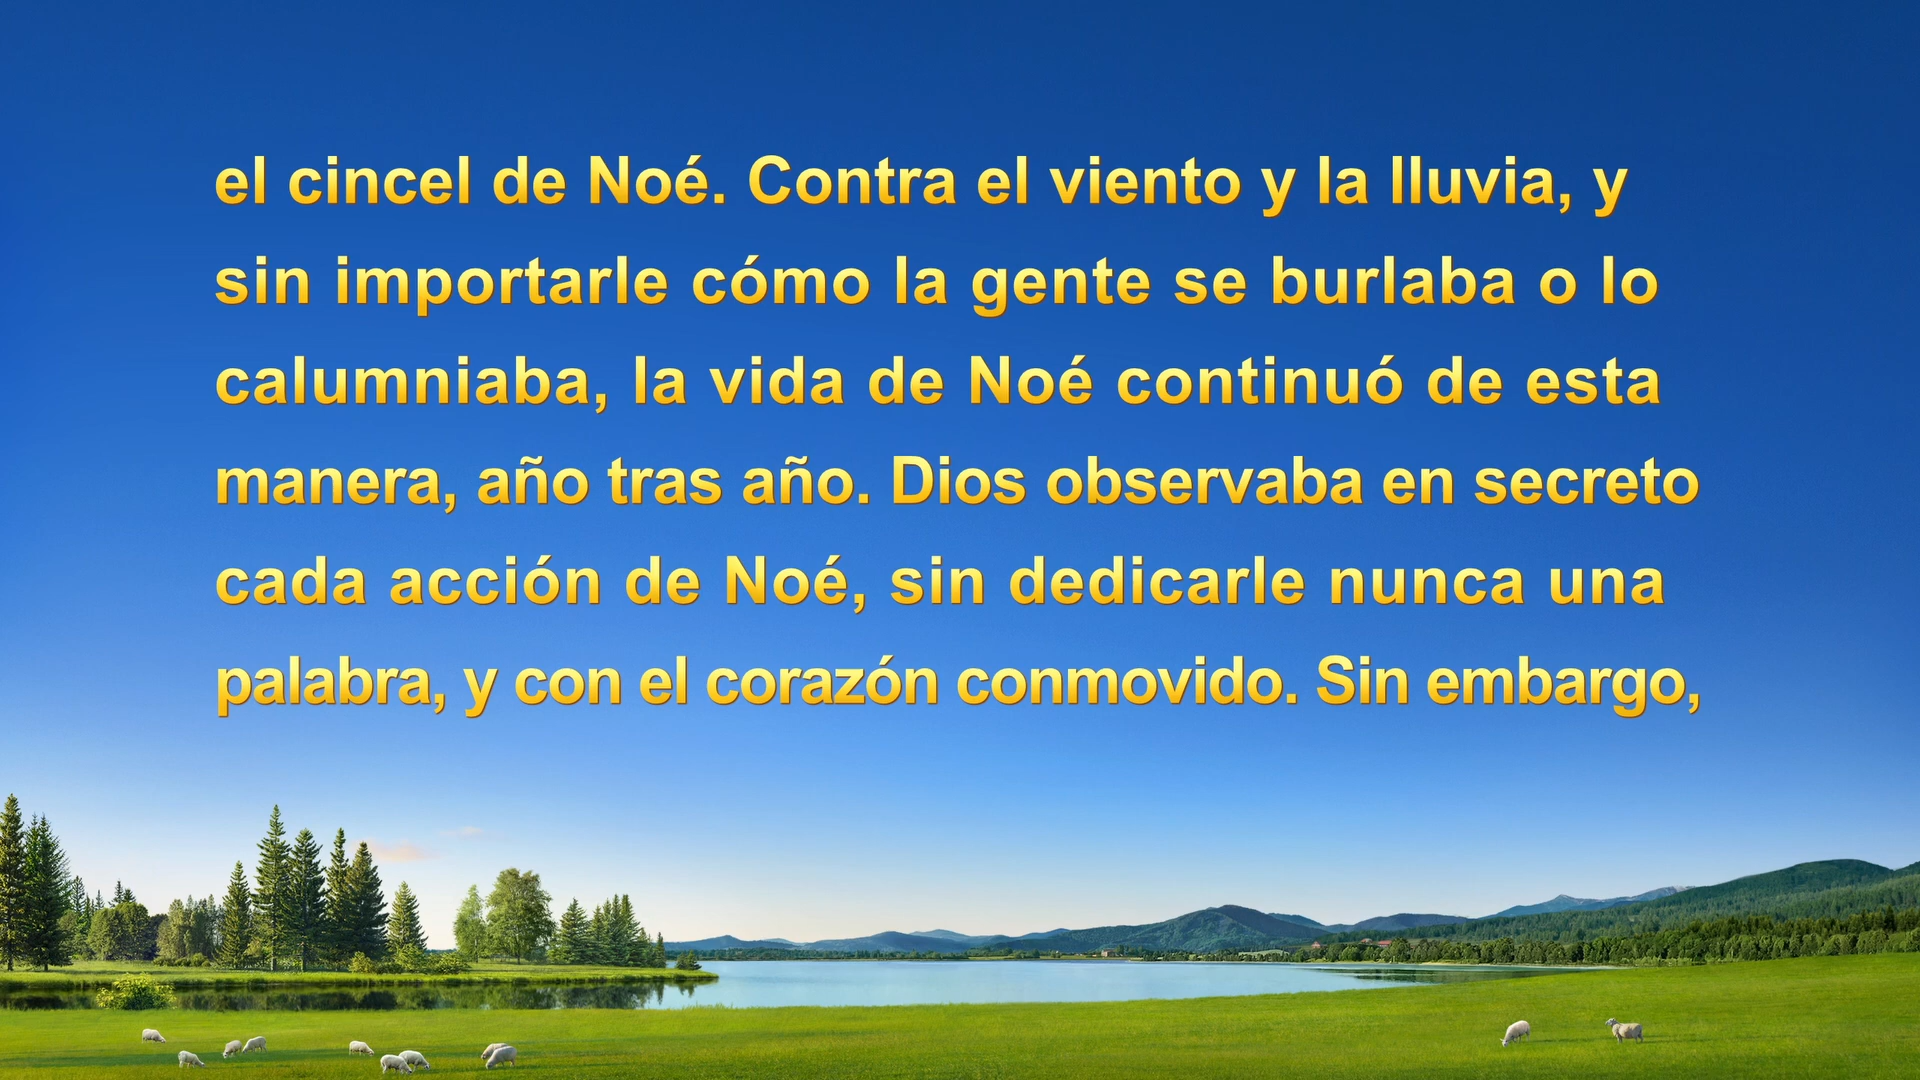 el cincel de Noé. Contra el viento y la lluvia, y
sin importarle cómo la gente se burlaba o lo
calumniaba, la vida de Noé continuó de esta
manera, año tras año. Dios observaba en secreto
cada acción de Noé, sin dedicarle nunca una
palabra, y con el corazón conmovido. Sin embargo,